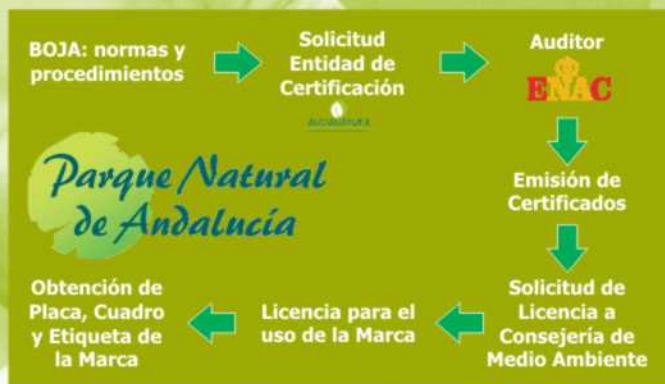 BOJA: normas y
procedimientos
Solicitud
Entidad de
Certificación
Auditor
ENAC
Emisión de
Certificados
Solicitud de
Licencia a
Consejería de
Medio Ambiente
Licencia para el
uso de la Marca
Obtención de
Placa, Cuadro
y Etiqueta de
la Marca
Parque Natural
de Andalucía